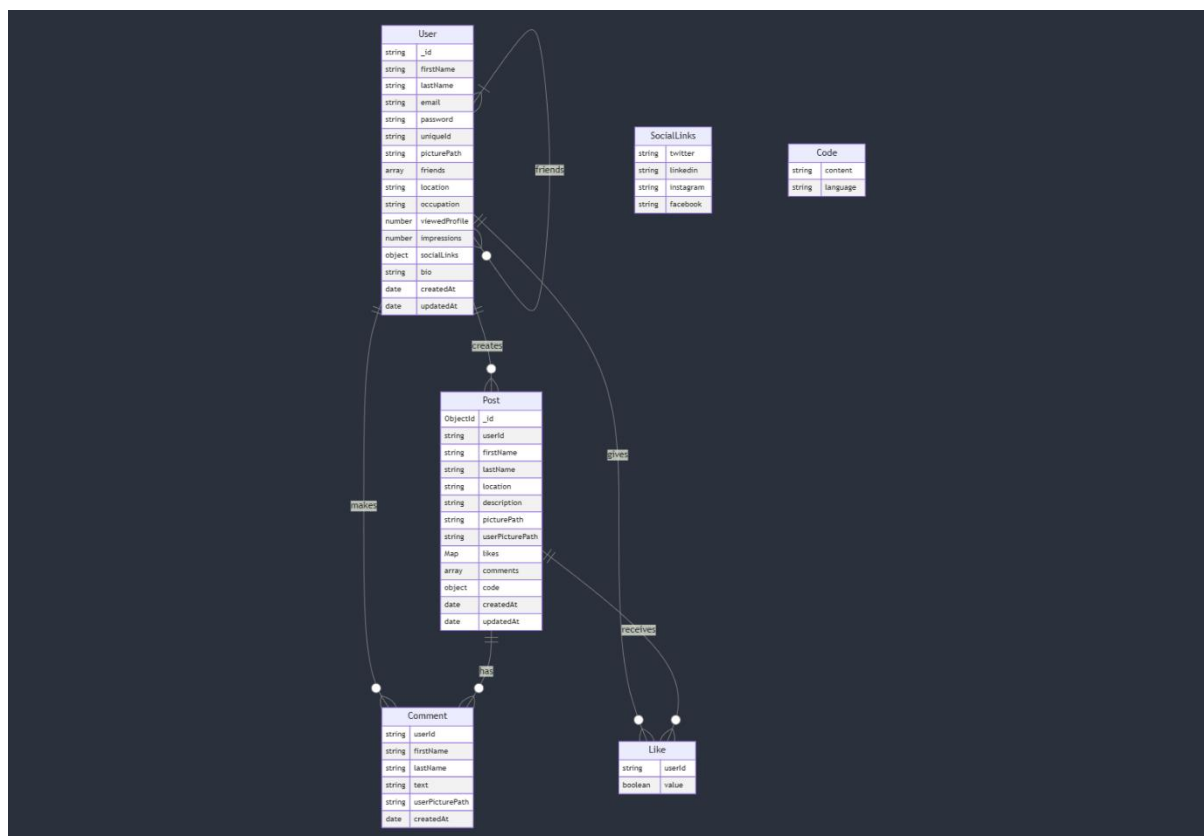 User
string _id
string firstName
string lastName
string email
string password
string uniqueId
string picturePath
array friends
string location
string occupation
number viewedProfile
number impressions
object socialLinks
string bio
date createdAt
date updatedAt
friends
SocialLinks
string twitter
string linkedin
string instagram
string facebook
Code
string content
string language
creates
Post
ObjectId _id
string userId
string firstName
string lastName
string location
string description
string picturePath
string userPicturePath
Map likes
array comments
object code
date createdAt
date updatedAt
gives
makes
receives
has
Comment
string userId
string firstName
string lastName
string text
string userPicturePath
date createdAt
Like
string userId
boolean value